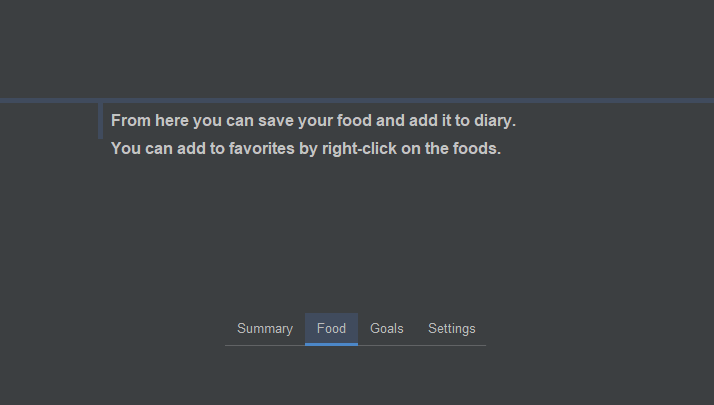 From here you can save your food and add it to diary.
You can add to favorites by right-click on the foods.
Summary Food Goals Settings